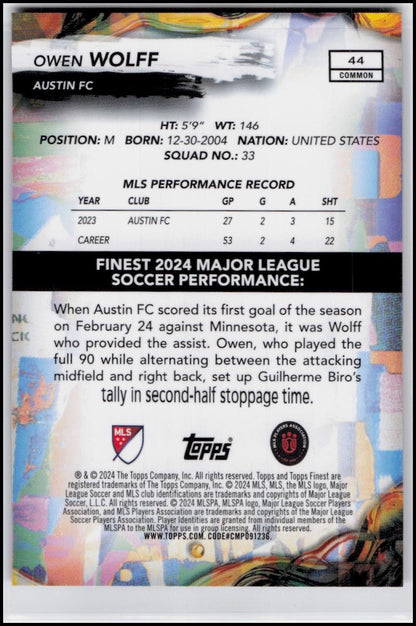 OWEN WOLFF
AUSTIN FC
44
COMMON
HT: 5'9" WT: 146
POSITION: M BORN: 12-30-2004 NATION: UNITED STATES
SQUAD NO.: 33
MLS PERFORMANCE RECORD
YEAR CLUB GP G A SHT
2023 AUSTIN FC 27 2 3 15
CAREER 53 2 4 22
FINEST 2024 MAJOR LEAGUE
SOCCER PERFORMANCE:
When Austin FC scored its first goal of the season
on February 24 against Minnesota, it was Wolff
who provided the assist. Owen, who played the
full 90 while alternating between the attacking
midfield and right back, set up Guilherme Biro's
tally in second-half stoppage time.
MLS
Topps
® & © 2024 The Topps Company, Inc. All rights reserved. Topps and Topps Finest are
registered trademarks of The Topps Company, Inc. © 2024 MLS, MLS, the MLS logo, Major
League Soccer and MLS club identifications are trademarks and copyrights of Major League
Soccer, L.L.C. All rights reserved. © 2024 MLSPA, MLSPA logo, Major League Soccer Players
Association, and MLS Players Association are trademarks and copyrights of the Major League
Soccer Players Association. Player Identities are granted from individual members of the
MLSPA to the MLSPA for use in group licensing. All rights reserved.
WWW.TOPPS.COM. CODE#CMP091236.